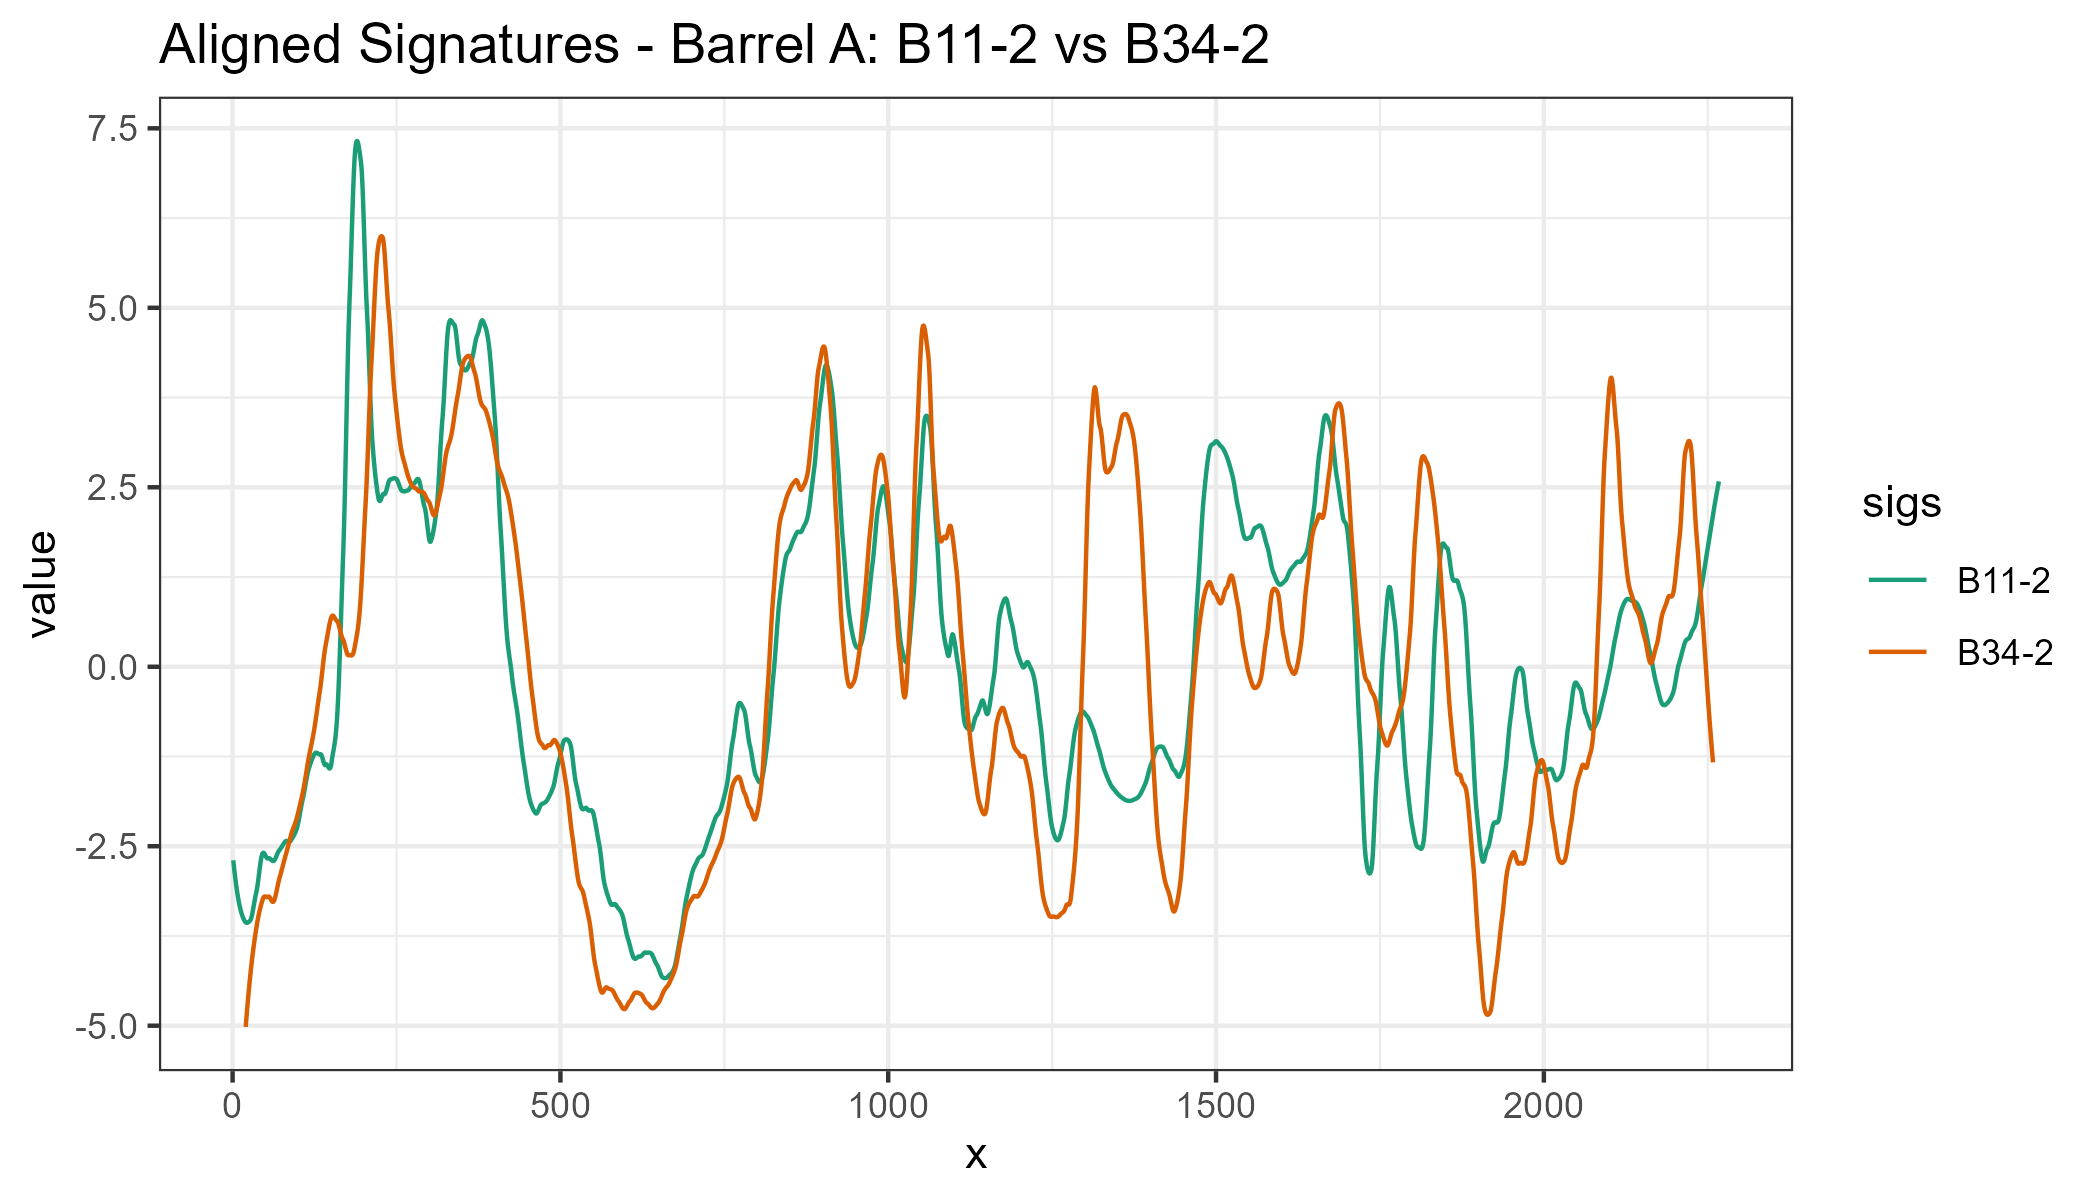 Aligned Signatures - Barrel A: B11-2 vs B34-2
7.5
5.0
2.5
0.0
-2.5
-5.0
value
0 500 1000 1500 2000
x
sigs
B11-2
B34-2